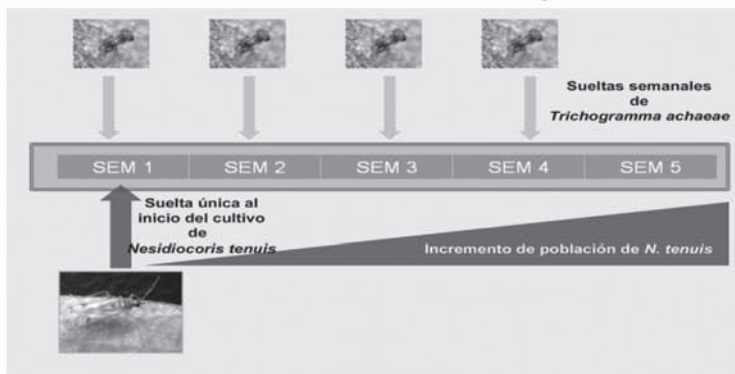 Sueltas semanales
de
Trichogramma achaeae
SEM 1 SEM 2 SEM 3 SEM 4 SEM 5
Suelta única al
inicio del cultivo
de
Nesidiocoris tenuis
Incremento de población de N. tenuis